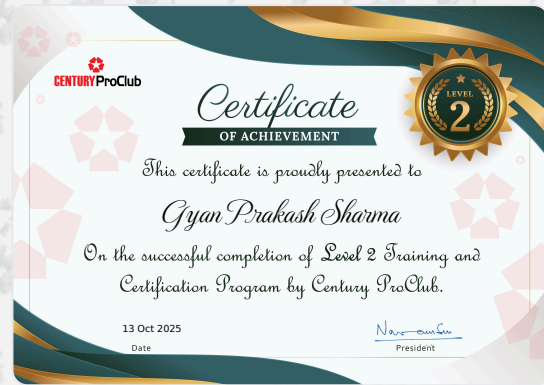 CENTURY ProClub
LEVEL
2
Certificate
OF ACHIEVEMENT
This certificate is proudly presented to
Gyan Prakash Sharma
On the successful completion of Level 2 Training and
Certification Program by Century ProClub.
13 Oct 2025
Date
President